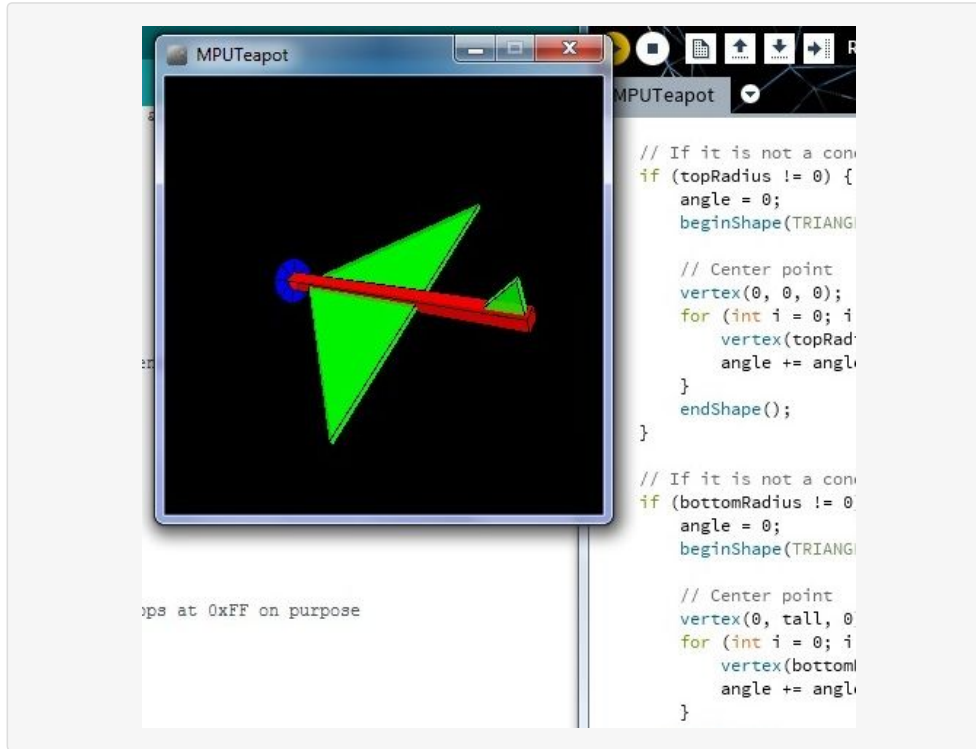 MPUTeapot
MPUTeapot
// If it is not a con
if (topRadius != 0) {
angle = 0;
beginShape(TRIANG
// Center point
vertex(0, 0, 0);
for (int i = 0; i
vertex(topRad
angle += angl
}
endShape();
}
// If it is not a con
if (bottomRadius != 0
angle = 0;
beginShape(TRIANG
// Center point
vertex(0, tall, 0
for (int i = 0; i
vertex(bottom
angle += angl
}
ops at 0xFF on purpose